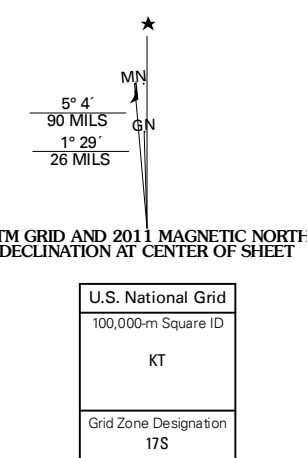 MN
5° 4´
90 MILS
GN
1° 29´
26 MILS
TM GRID AND 2011 MAGNETIC NORTH
DECLINATION AT CENTER OF SHEET
U.S. National Grid
100,000-m Square ID
KT
Grid Zone Designation
17S